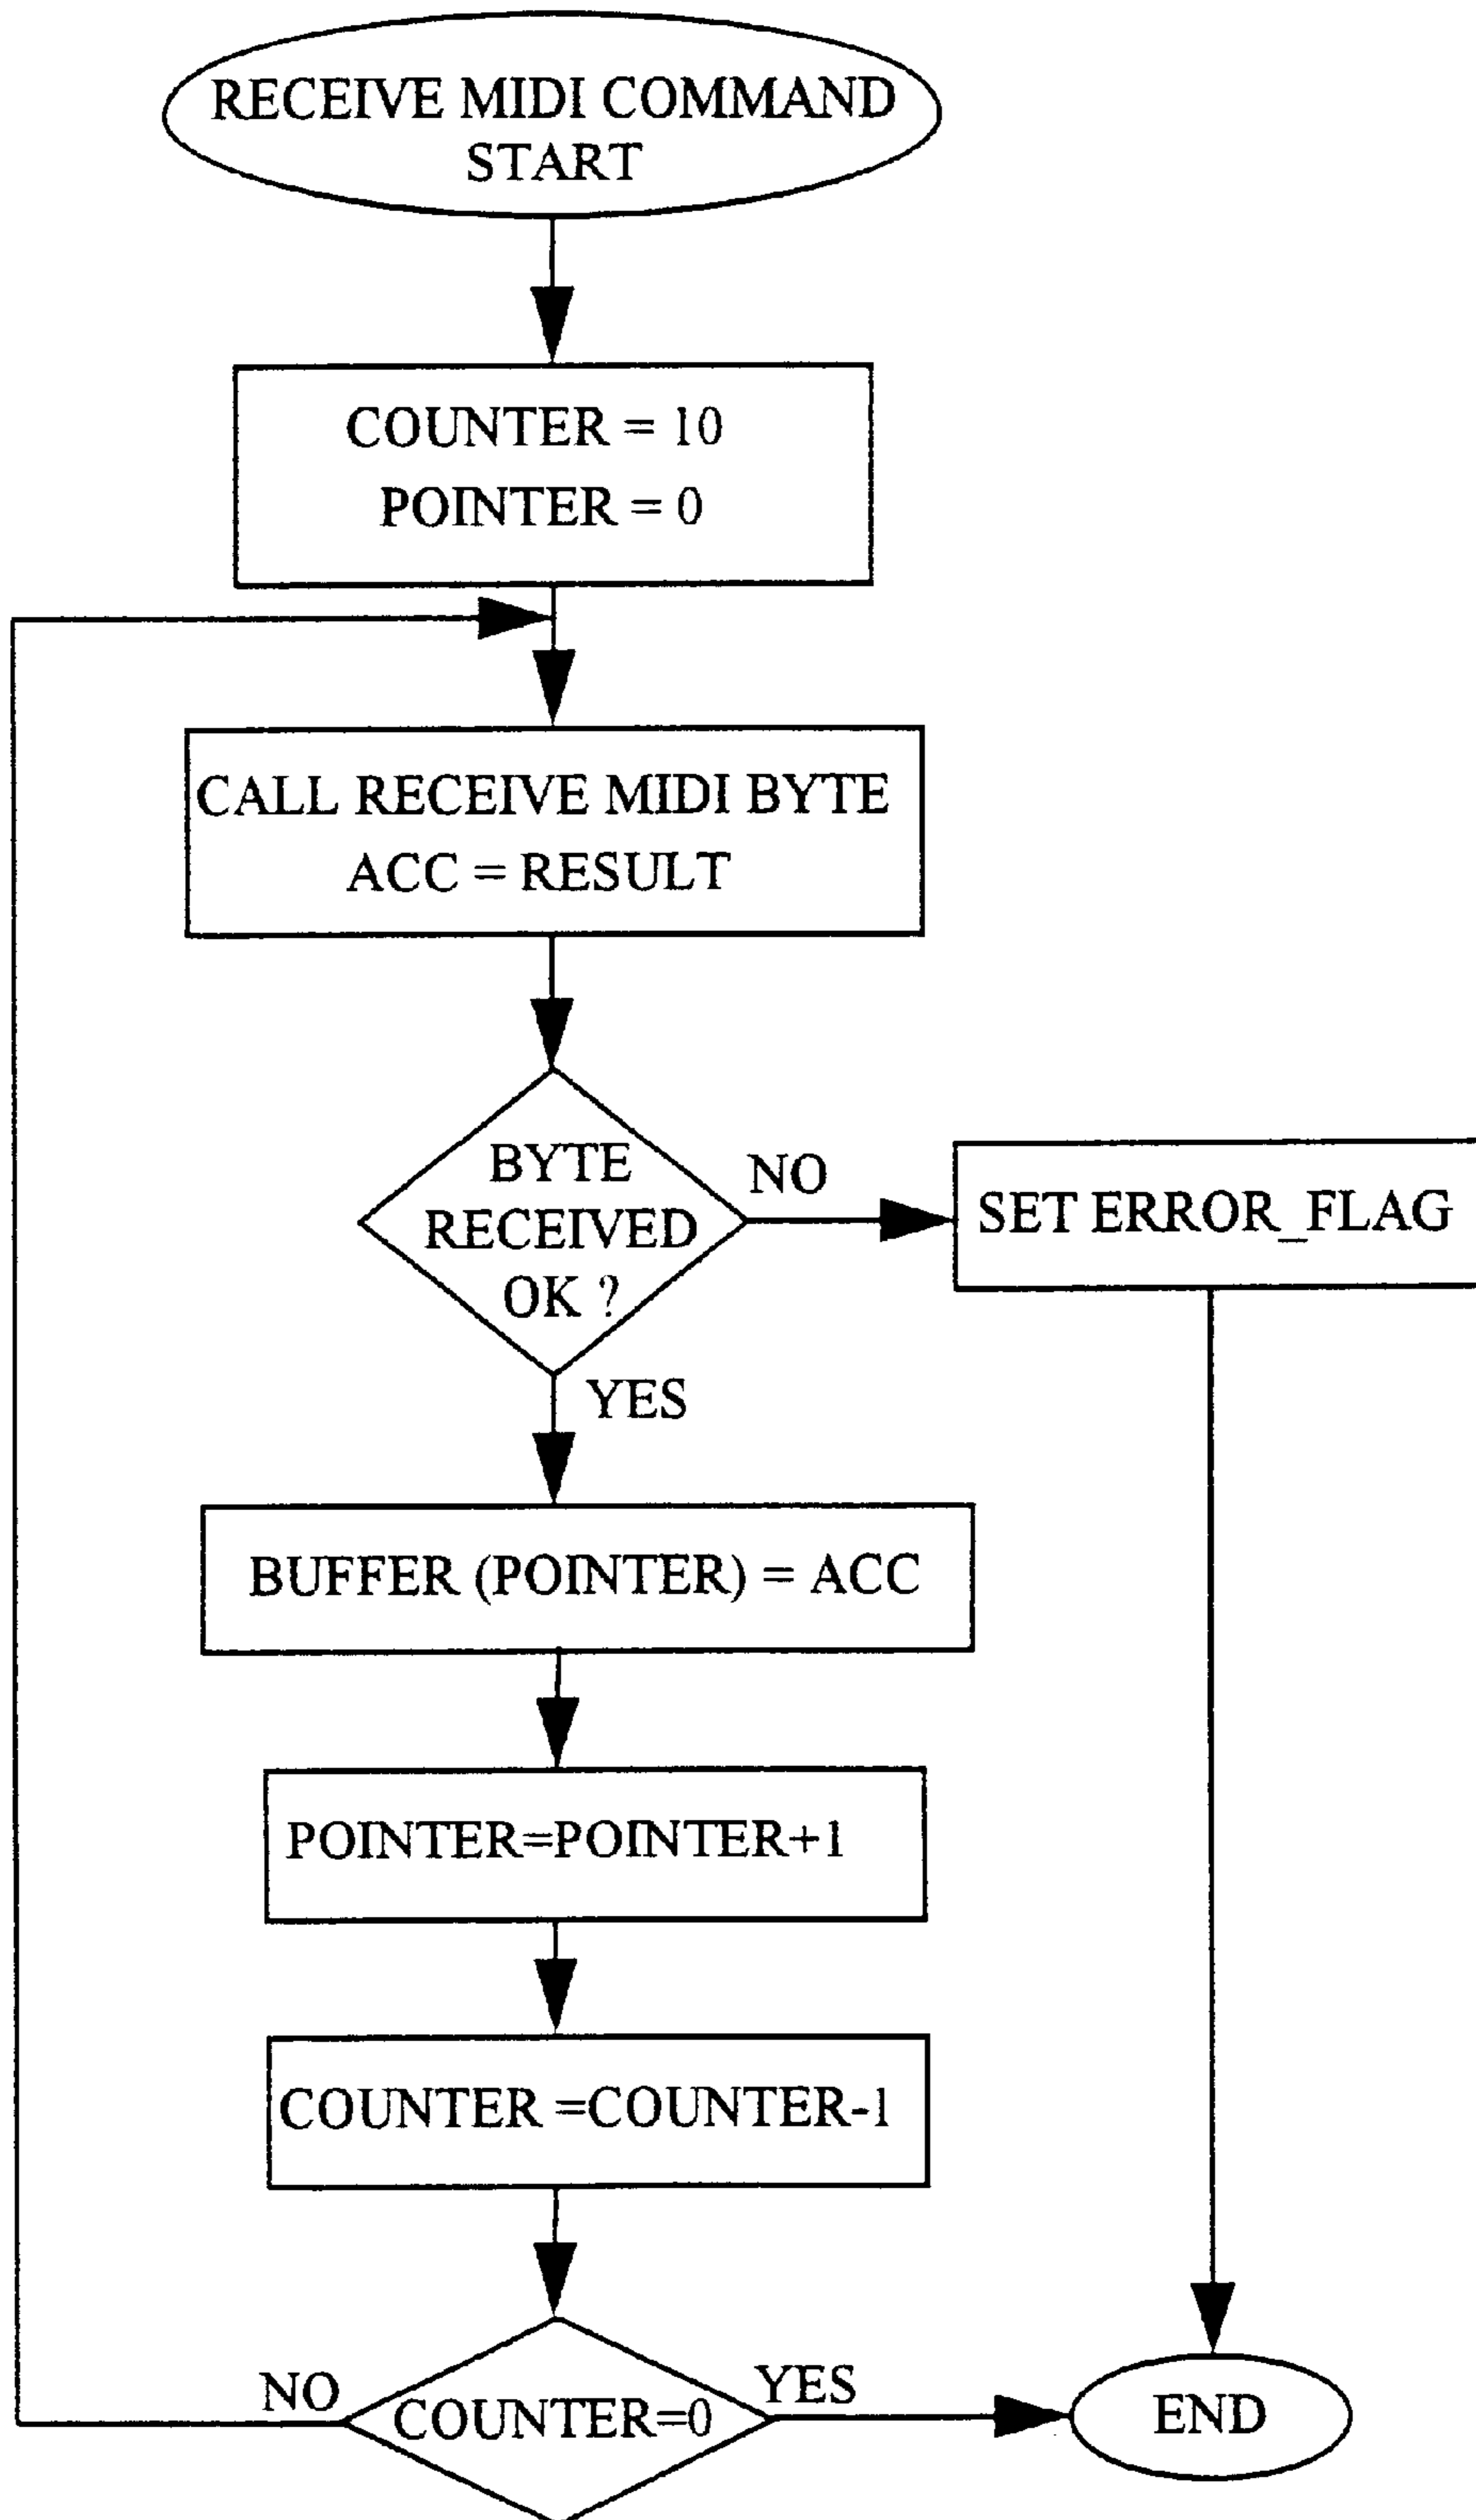 RECEIVE MIDI COMMAND
START
COUNTER = 10
POINTER = 0
CALL RECEIVE MIDI BYTE
ACC = RESULT
BYTE
RECEIVED
OK ?
NO
SET ERROR_FLAG
YES
BUFFER (POINTER) = ACC
POINTER=POINTER+1
COUNTER =COUNTER-1
NO
COUNTER=0
YES
END